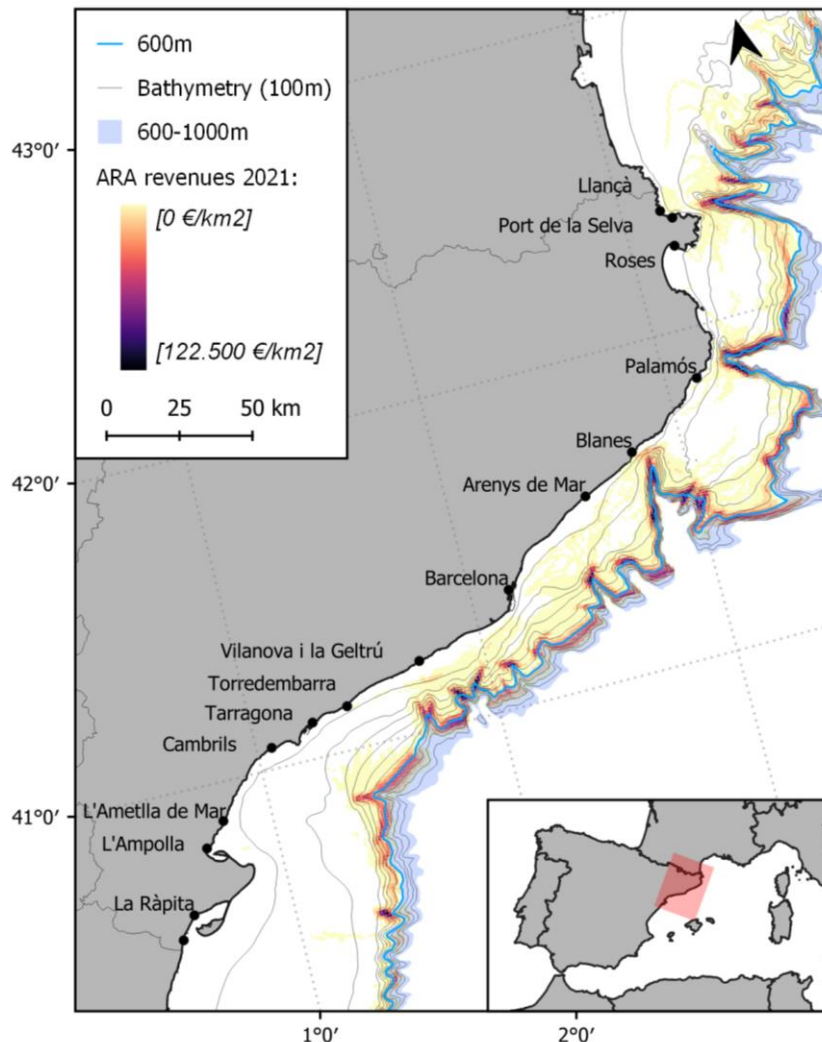 600m
Bathymetry (100m)
600-1000m
ARA revenues 2021:
[0 €/km2]
[122.500 €/km2]
0 25 50 km
43°0′
42°0′
41°0′
Llançà
Port de la Selva
Roses
Palamós
Blanes
Arenys de Mar
Barcelona
Vilanova i la Geltrú
Torredembarra
Tarragona
Cambrils
L'Ametlla de Mar
L'Ampolla
La Ràpita
1°0′ 2°0′